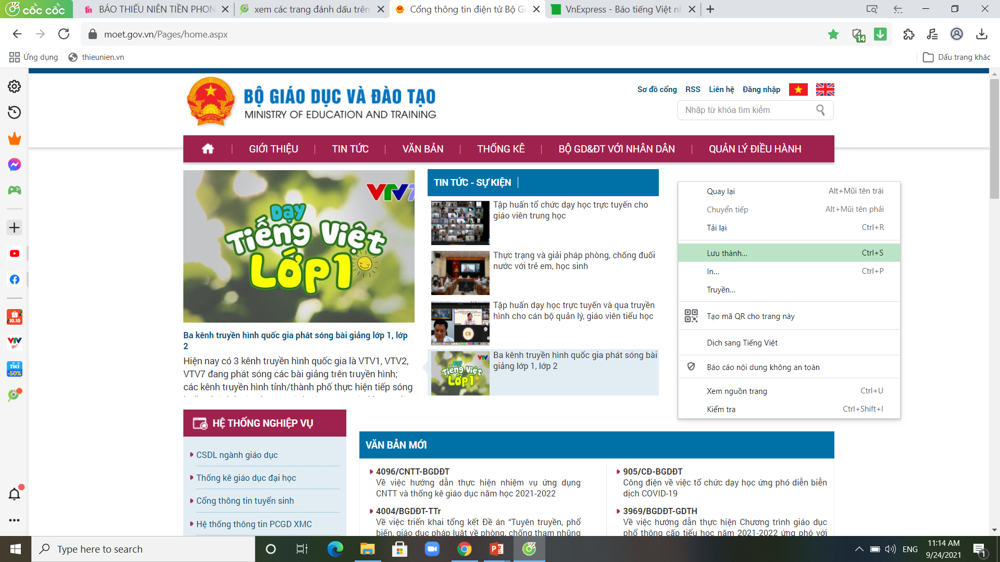 cốc cốc
BÁO THIẾU NIÊN TIỀN PHON
xem các trang đánh dấu trên
Cổng thông tin điện tử Bộ Gi
VnExpress - Báo tiếng Việt nh
moet.gov.vn/Pages/home.aspx
14
Ứng dụng
thieunien.vn
Dấu trang khác
BỘ GIÁO DỤC VÀ ĐÀO TẠO
MINISTRY OF EDUCATION AND TRAINING
Sơ đồ cổng RSS Liên hệ Đăng nhập
Nhập từ khóa tìm kiếm
GIỚI THIỆU
TIN TỨC
VĂN BẢN
THỐNG KÊ
BỘ GD&ĐT VỚI NHÂN DÂN
QUẢN LÝ ĐIỀU HÀNH
VTV7
DẠY
Tiếng Việt
Lớp 1
Ba kênh truyền hình quốc gia phát sóng bài giảng lớp 1, lớp
2
Hiện nay có 3 kênh truyền hình quốc gia là VTV1, VTV2,
VTV7 đang phát sóng các bài giảng trên truyền hình;
các kênh truyền hình tỉnh/thành phố thực hiện tiếp sóng
TIN TỨC - SỰ KIỆN
Tập huấn tổ chức dạy học trực tuyến cho
giáo viên trung học
Thực trạng và giải pháp phòng, chống đuối
nước với trẻ em, học sinh
Tập huấn dạy học trực tuyến và qua truyền
hình cho cán bộ quản lý, giáo viên tiểu học
CB
Ba kênh truyền hình quốc gia phát sóng bài
giảng lớp 1, lớp 2
VTV
Tiếng Việt
Lớp 1
Quay lại Alt+Mũi tên trái
Chuyển tiếp Alt+Mũi tên phải
Tải lại Ctrl+R
Lưu thành... Ctrl+S
In... Ctrl+P
Truyền...
Tạo mã QR cho trang này
Dịch sang Tiếng Việt
Báo cáo nội dung không an toàn
Xem nguồn trang Ctrl+U
Kiểm tra Ctrl+Shift+I
10.10
VTV
go
TIKI
-50%
HỆ THỐNG NGHIỆP VỤ
CSDL ngành giáo dục
Thống kê giáo dục đại học
Cổng thông tin tuyển sinh
Hệ thống thông tin PCGD XMC
VĂN BẢN MỚI
4096/CNTT-BGDĐT
Về việc hướng dẫn thực hiện nhiệm vụ ứng dụng
CNTT và thống kê giáo dục năm học 2021-2022
4004/BGDĐT-TTr
Về việc triển khai tổng kết Đề án “Tuyên truyền, phổ
biến, giáo dục pháp luật về phòng, chống tham nhũng
905/CĐ-BGDĐT
Công điện về việc tổ chức dạy học ứng phó diễn biến
dịch COVID-19
3969/BGDĐT-GDTH
Về việc hướng dẫn thực hiện Chương trình giáo dục
phổ thông cấp tiểu học năm 2021-2022 ứng phó với
Type here to search
ENG
11:14 AM
9/24/2021
1